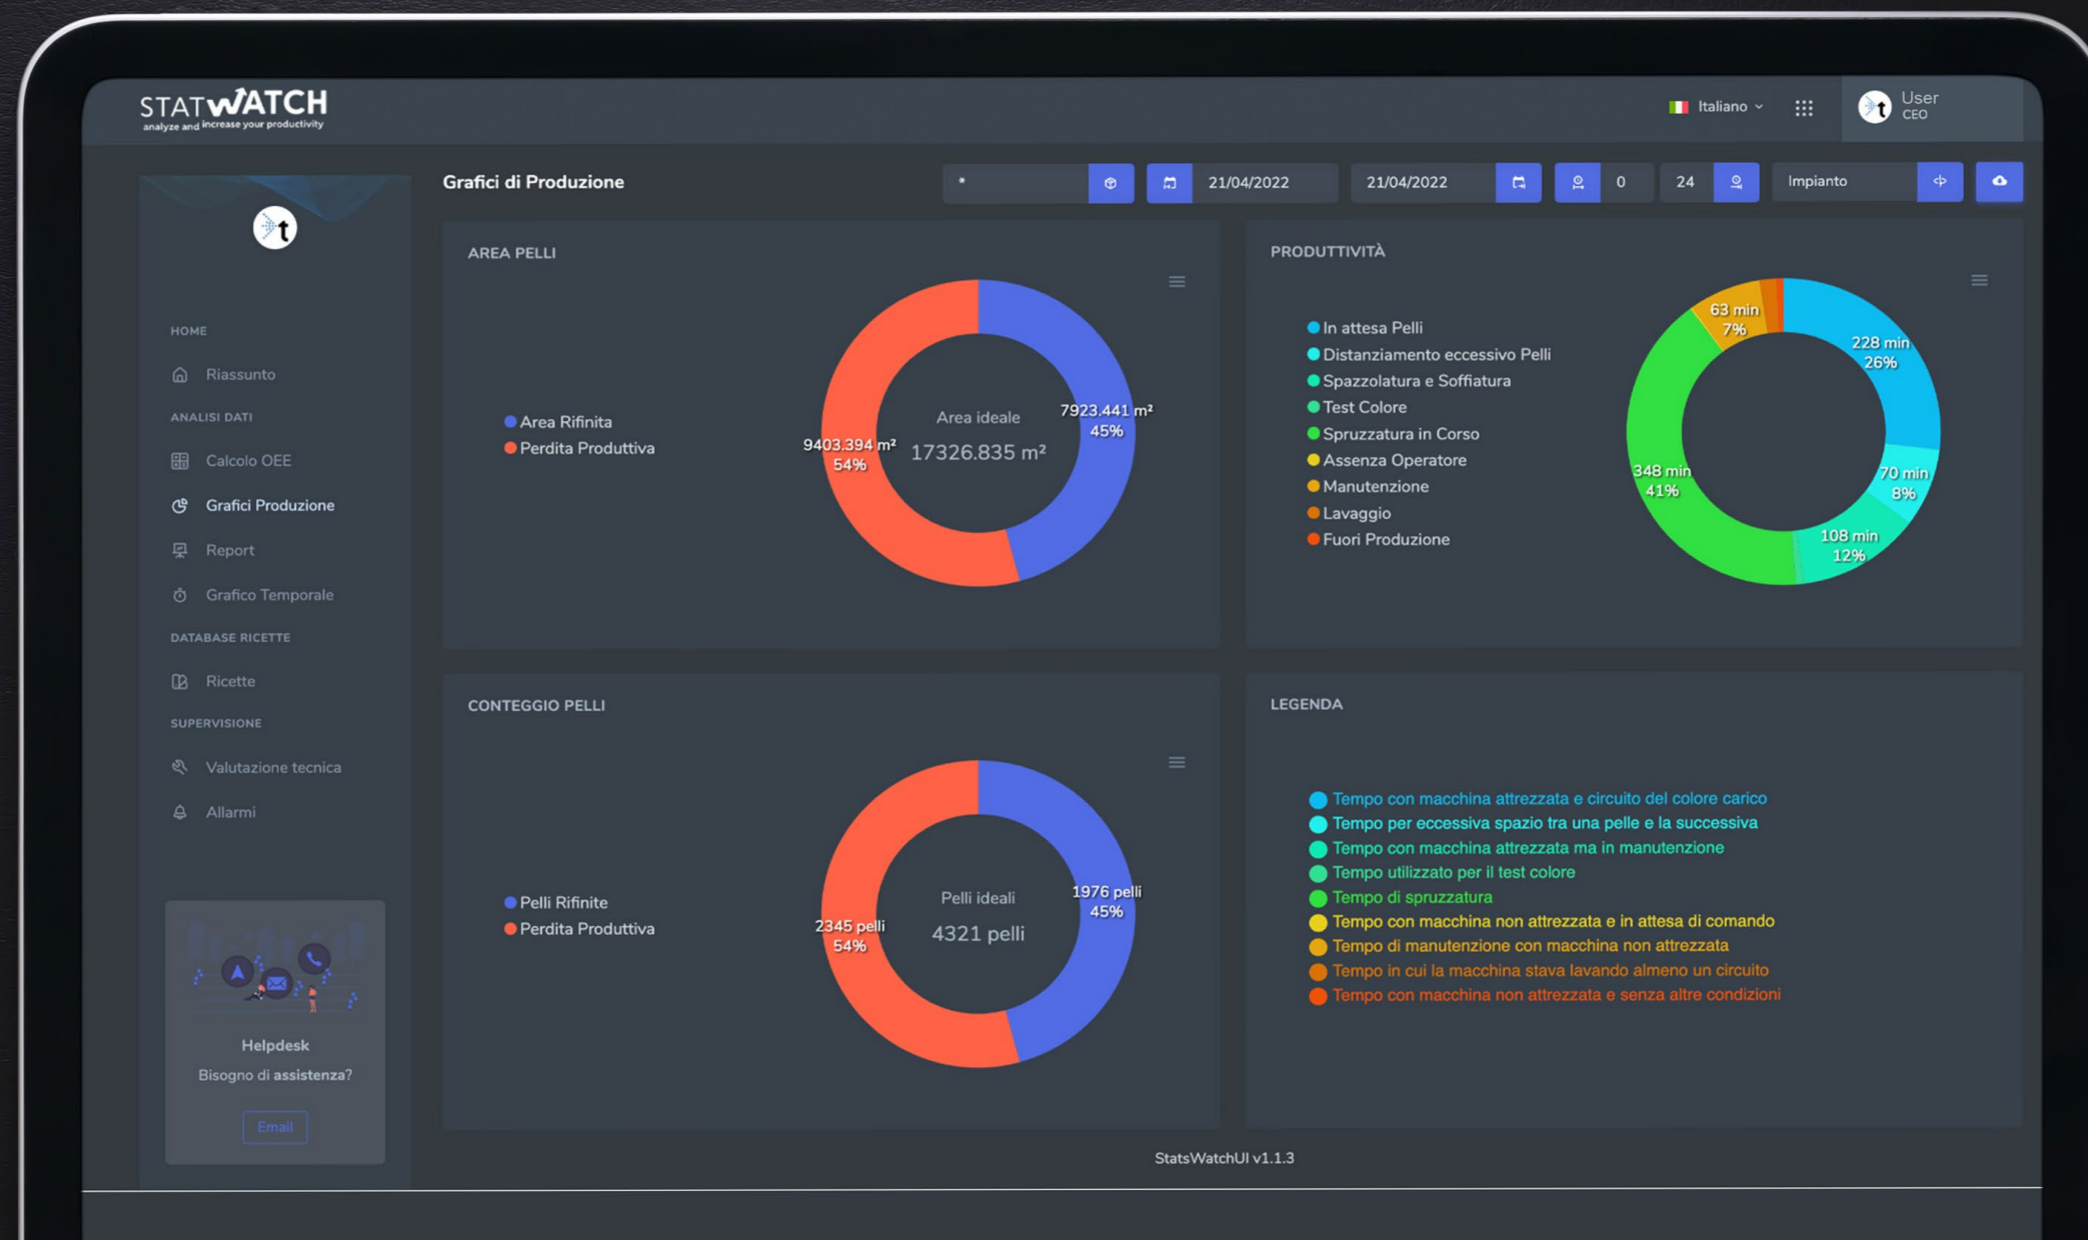 STATWATCH
analyze and increase your productivity
Italiano
User
CEO
Grafici di Produzione
*
21/04/2022
21/04/2022
0
24
Impianto
HOME
Riassunto
ANALISI DATI
Calcolo OEE
Grafici Produzione
Report
Grafico Temporale
DATABASE RICETTE
Ricette
SUPERVISIONE
Valutazione tecnica
Allarmi
Helpdesk
Bisogno di assistenza?
Email
AREA PELLI
Area Rifinita
Perdita Produttiva
9403.394 m²
54%
Area ideale
17326.835 m²
7923.441 m²
45%
PRODUTTIVITÀ
In attesa Pelli
Distanziamento eccessivo Pelli
Spazzolatura e Soffiatura
Test Colore
Spruzzatura in Corso
Assenza Operatore
Manutenzione
Lavaggio
Fuori Produzione
63 min
7%
228 min
26%
348 min
41%
70 min
8%
108 min
12%
CONTEGGIO PELLI
Pelli Rifinite
Perdita Produttiva
2345 pelli
54%
Pelli ideali
4321 pelli
1976 pelli
45%
LEGENDA
Tempo con macchina attrezzata e circuito del colore carico
Tempo per eccessiva spazio tra una pelle e la successiva
Tempo con macchina attrezzata ma in manutenzione
Tempo utilizzato per il test colore
Tempo di spruzzatura
Tempo con macchina non attrezzata e in attesa di comando
Tempo di manutenzione con macchina non attrezzata
Tempo in cui la macchina stava lavando almeno un circuito
Tempo con macchina non attrezzata e senza altre condizioni
StatsWatchUI v1.1.3